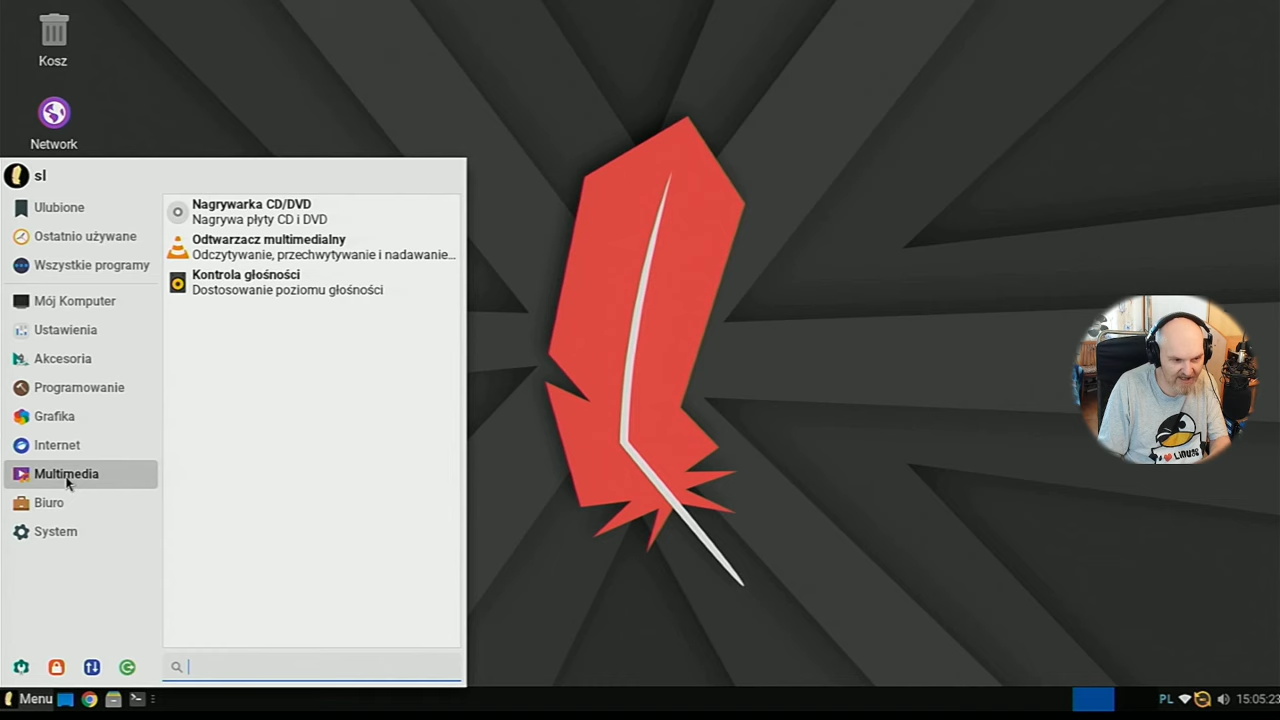 Kosz
Network
sl
Ulubione
Ostatnio używane
Wszystkie programy
Mój Komputer
Ustawienia
Akcesoria
Programowanie
Grafika
Internet
Multimedia
Biuro
System
Nagrywarka CD/DVD
Nagrywa płyty CD i DVD
Odtwarzacz multimedialny
Odczytywanie, przechwytywanie i nadawanie...
Kontrola głośności
Dostosowanie poziomu głośności
I ❤ Linux
Menu
PL
15:05:23